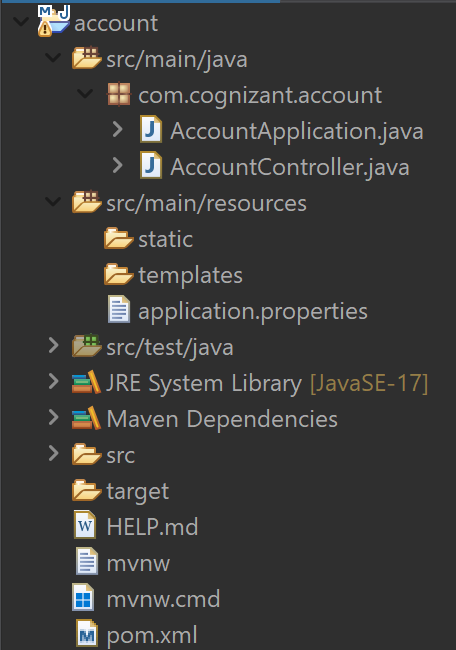 account
src/main/java
com.cognizant.account
AccountApplication.java
AccountController.java
src/main/resources
static
templates
application.properties
src/test/java
JRE System Library [JavaSE-17]
Maven Dependencies
src
target
HELP.md
mvnw
mvnw.cmd
pom.xml